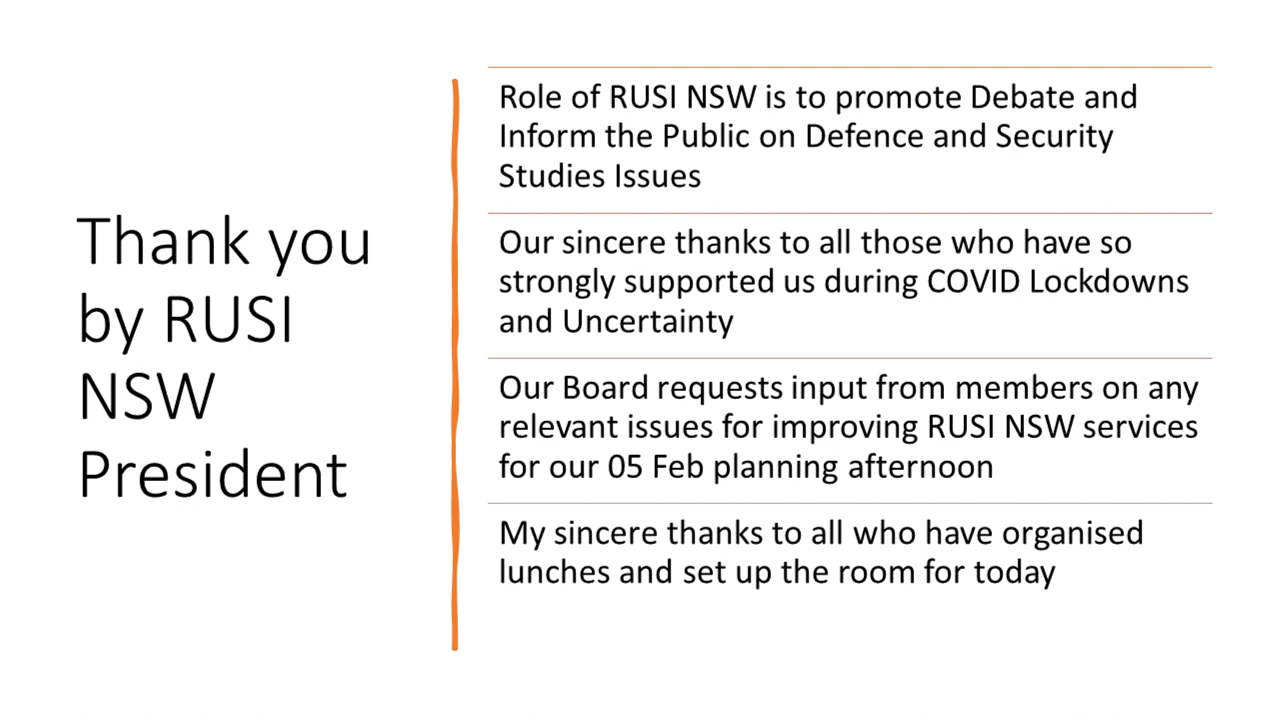 Thank you
by RUSI
NSW
President
Role of RUSI NSW is to promote Debate and
Inform the Public on Defence and Security
Studies Issues
Our sincere thanks to all those who have so
strongly supported us during COVID Lockdowns
and Uncertainty
Our Board requests input from members on any
relevant issues for improving RUSI NSW services
for our 05 Feb planning afternoon
My sincere thanks to all who have organised
lunches and set up the room for today